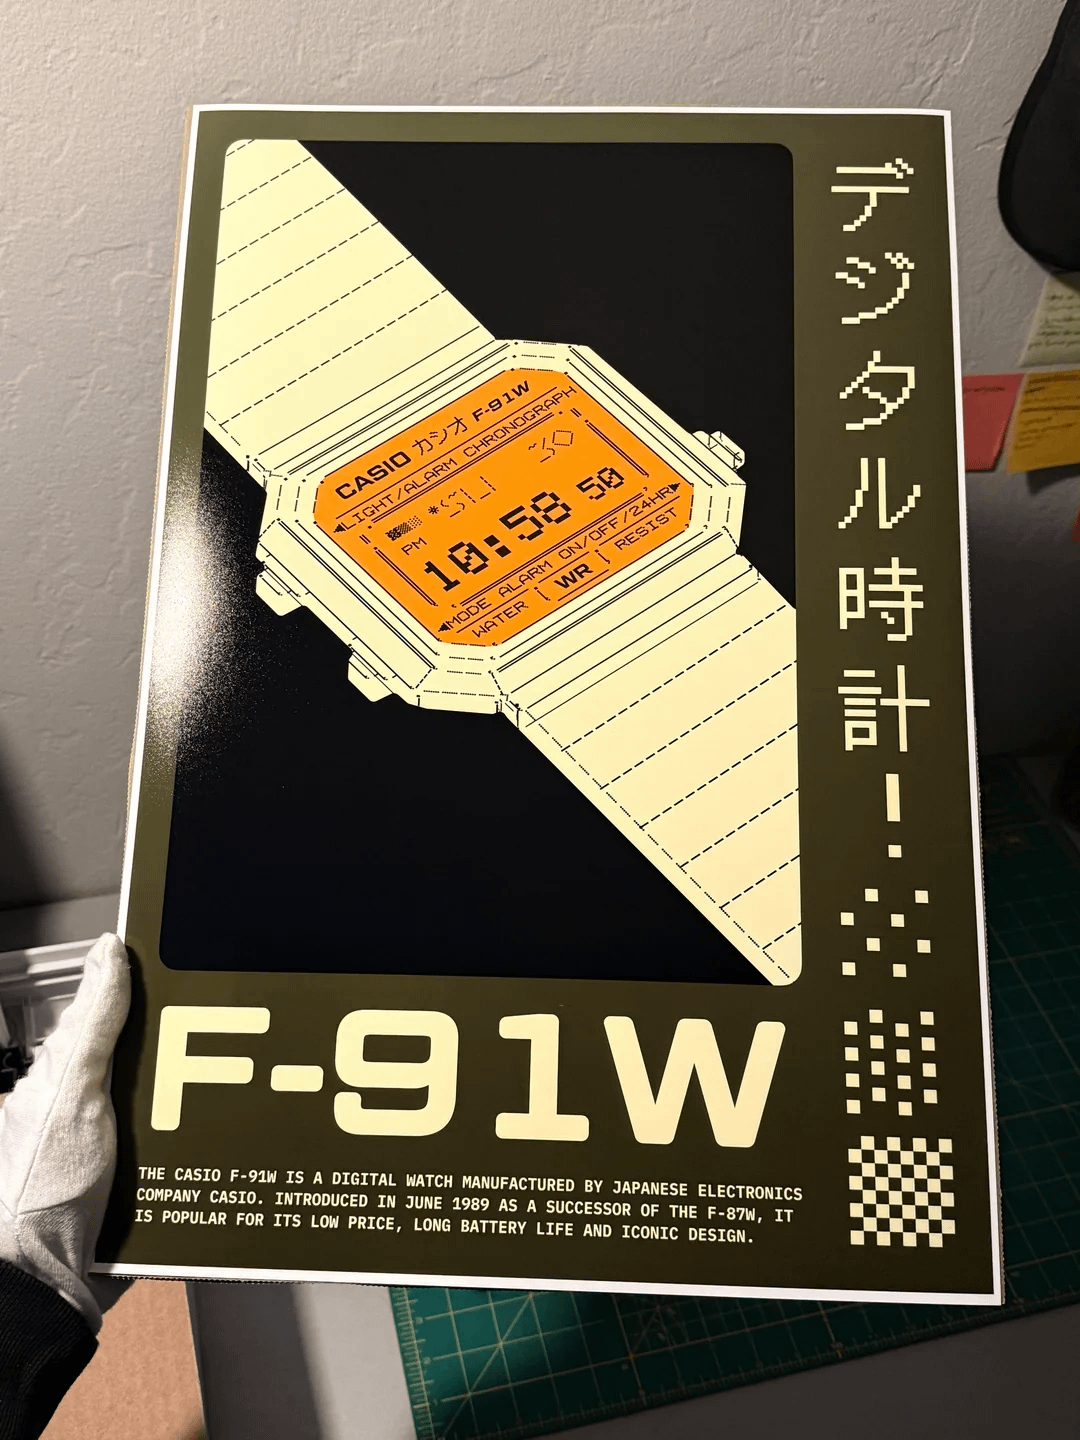 CASIO カシオ F-91W
LIGHT/ALARM CHRONOGRAPH
PM
10:58 50
MODE ALARM ON/OFF/24HR
WATER WR RESIST
デジタル時計!
F-91W
THE CASIO F-91W IS A DIGITAL WATCH MANUFACTURED BY JAPANESE ELECTRONICS
COMPANY CASIO. INTRODUCED IN JUNE 1989 AS A SUCCESSOR OF THE F-87W, IT
IS POPULAR FOR ITS LOW PRICE, LONG BATTERY LIFE AND ICONIC DESIGN.